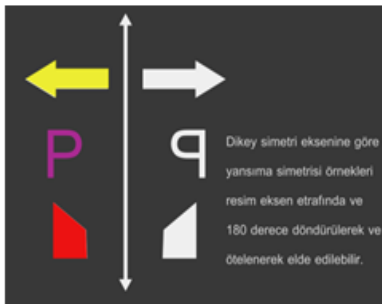 P
ꟼ
Dikey simetri eksenine göre
yansıma simetrisi örnekleri
resim eksen etrafında ve
180 derece döndürülerek ve
ötelenerek elde edilebilir.